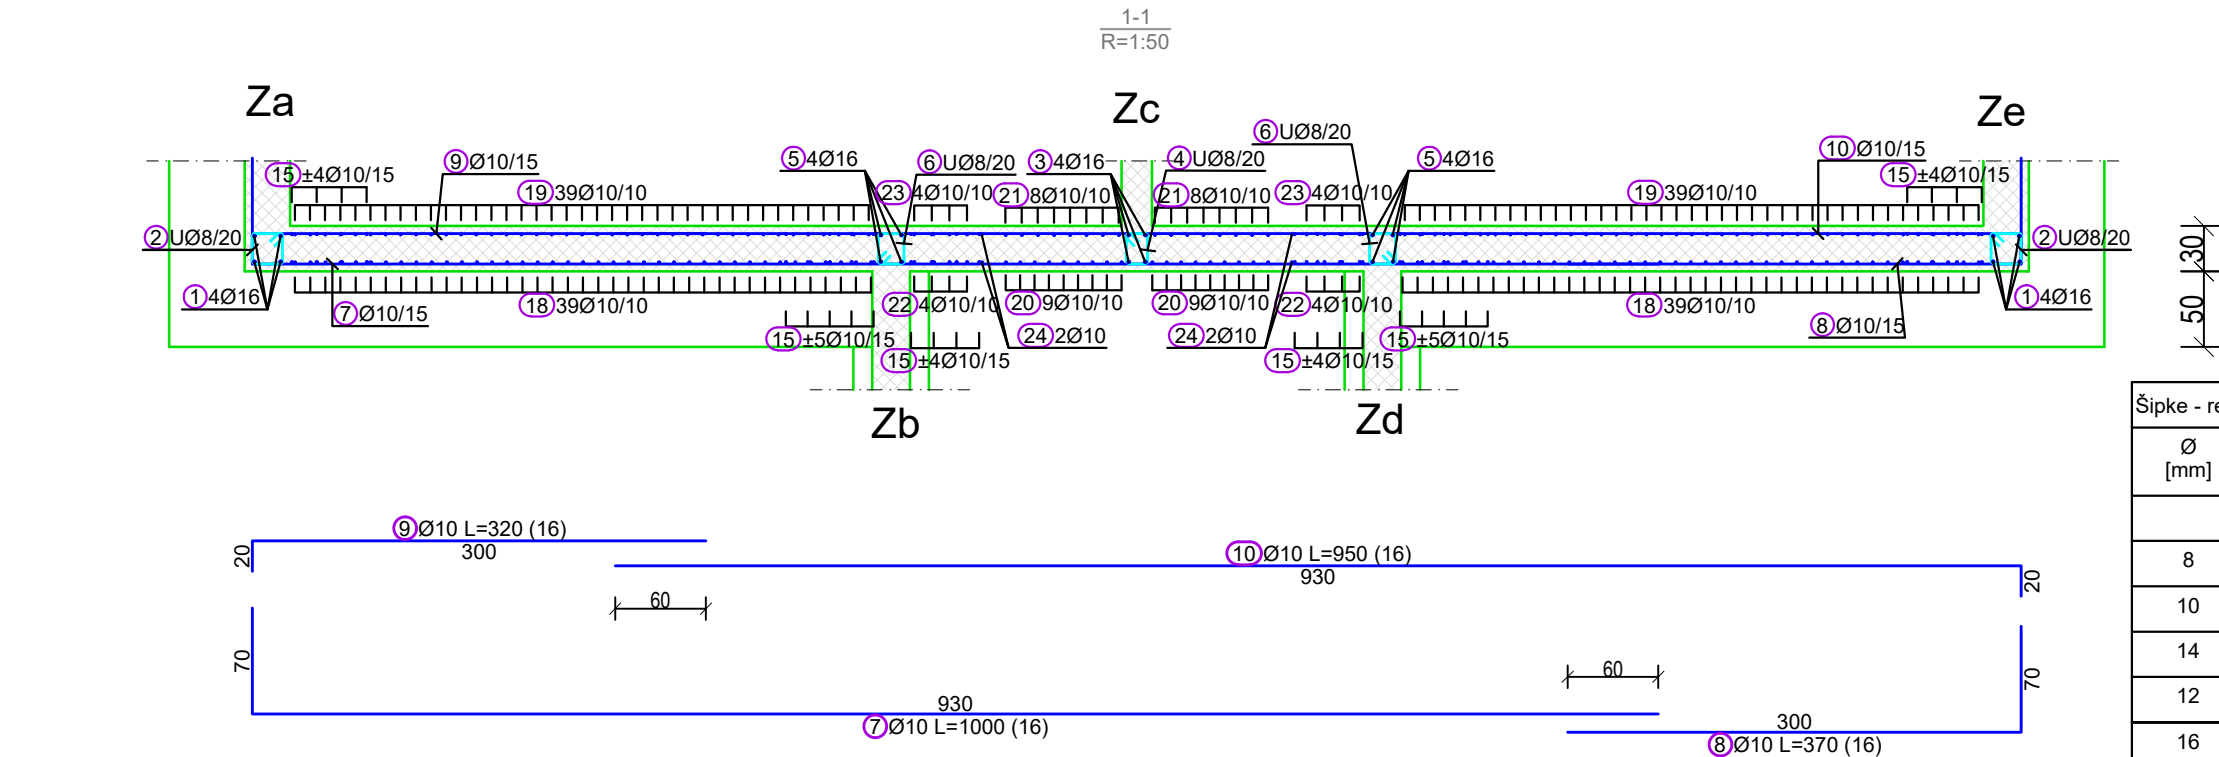 1-1
R=1:50
Za
Zc
Ze
6 UØ8/20
9 Ø10/15
5 4Ø16
6 UØ8/20
3 4Ø16
4 UØ8/20
5 4Ø16
10 Ø10/15
15 ±4Ø10/15
19 39Ø10/10
23 4Ø10/10
21 8Ø10/10
21 8Ø10/10
23 4Ø10/10
19 39Ø10/10
15 ±4Ø10/15
2 UØ8/20
2 UØ8/20
30
1 4Ø16
7 Ø10/15
18 39Ø10/10
22 4Ø10/10
20 9Ø10/10
20 9Ø10/10
22 4Ø10/10
18 39Ø10/10
8 Ø10/15
1 4Ø16
50
15 ±5Ø10/15
15 ±4Ø10/15
24 2Ø10
24 2Ø10
15 ±4Ø10/15
15 ±5Ø10/15
Zb
Zd
Šipke - re
Ø
[mm]
8
10
14
12
16
9 Ø10 L=320 (16)
300
20
10 Ø10 L=950 (16)
930
20
60
70
60
70
930
7 Ø10 L=1000 (16)
300
8 Ø10 L=370 (16)